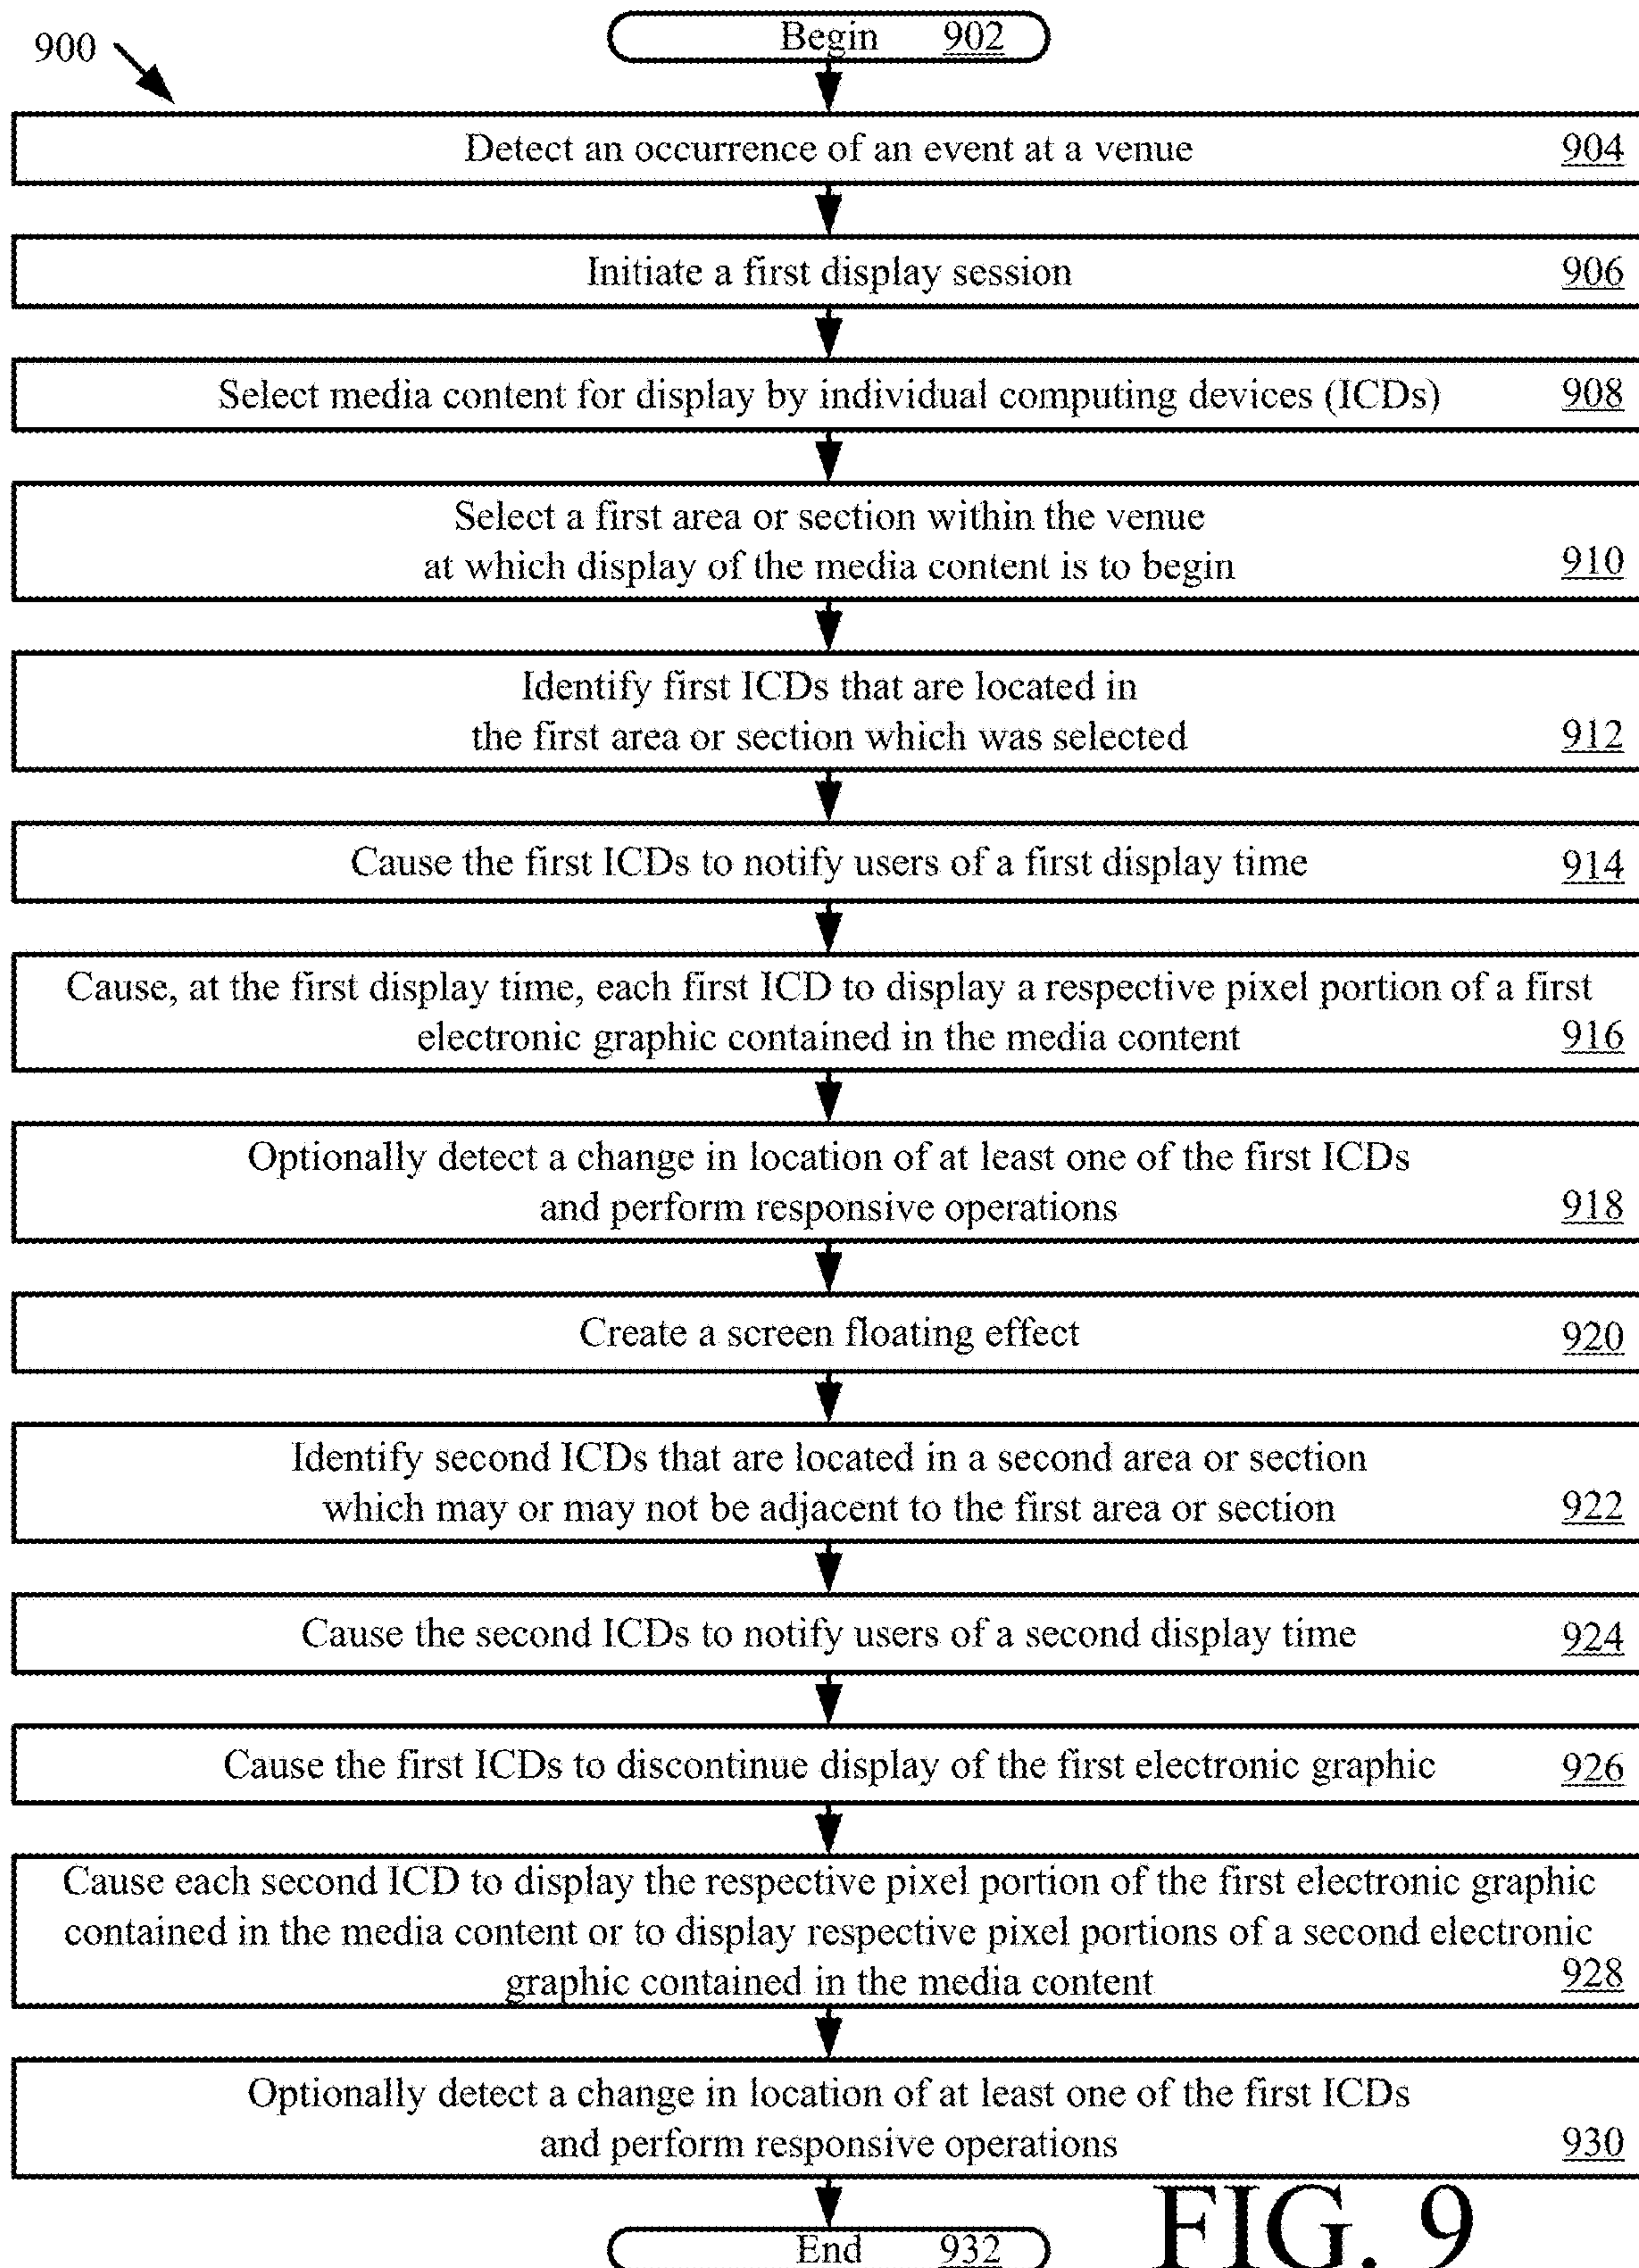 900
Begin 902
Detect an occurrence of an event at a venue 904
Initiate a first display session 906
Select media content for display by individual computing devices (ICDs) 908
Select a first area or section within the venue
at which display of the media content is to begin 910
Identify first ICDs that are located in
the first area or section which was selected 912
Cause the first ICDs to notify users of a first display time 914
Cause, at the first display time, each first ICD to display a respective pixel portion of a first
electronic graphic contained in the media content 916
Optionally detect a change in location of at least one of the first ICDs
and perform responsive operations 918
Create a screen floating effect 920
Identify second ICDs that are located in a second area or section
which may or may not be adjacent to the first area or section 922
Cause the second ICDs to notify users of a second display time 924
Cause the first ICDs to discontinue display of the first electronic graphic 926
Cause each second ICD to display the respective pixel portion of the first electronic graphic
contained in the media content or to display respective pixel portions of a second electronic
graphic contained in the media content 928
Optionally detect a change in location of at least one of the first ICDs
and perform responsive operations 930
End 932
FIG. 9